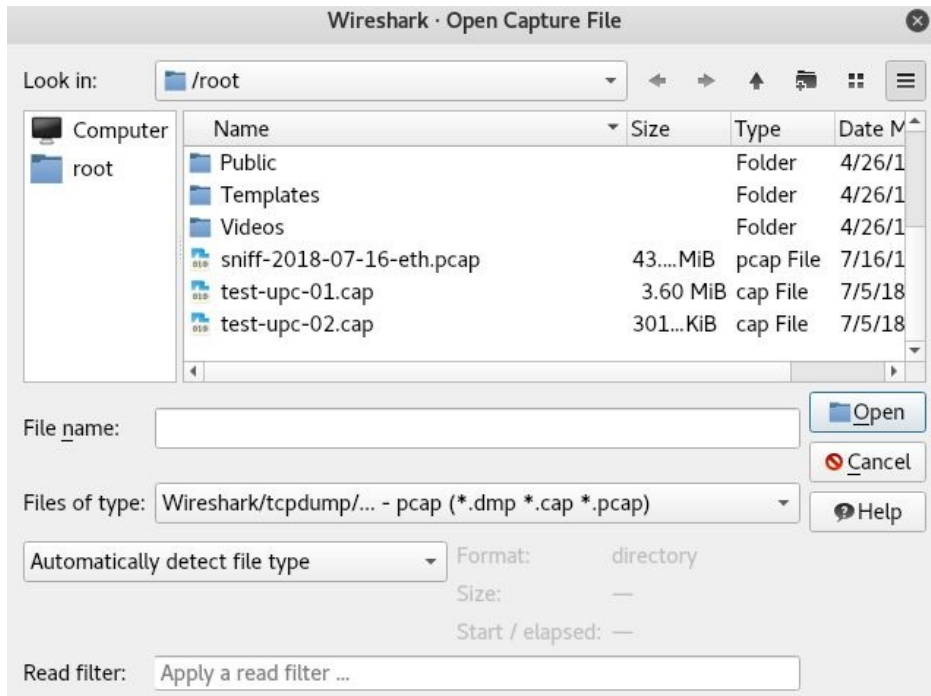 Wireshark · Open Capture File
Look in: /root
Computer
root
Name Size Type Date M
Public Folder 4/26/1
Templates Folder 4/26/1
Videos Folder 4/26/1
sniff-2018-07-16-eth.pcap 43....MiB pcap File 7/16/1
test-upc-01.cap 3.60 MiB cap File 7/5/18
test-upc-02.cap 301...KiB cap File 7/5/18
File name:
Open
Cancel
Files of type: Wireshark/tcpdump/... - pcap (*.dmp *.cap *.pcap)
Help
Automatically detect file type
Format: directory
Size: —
Start / elapsed: —
Read filter: Apply a read filter ...